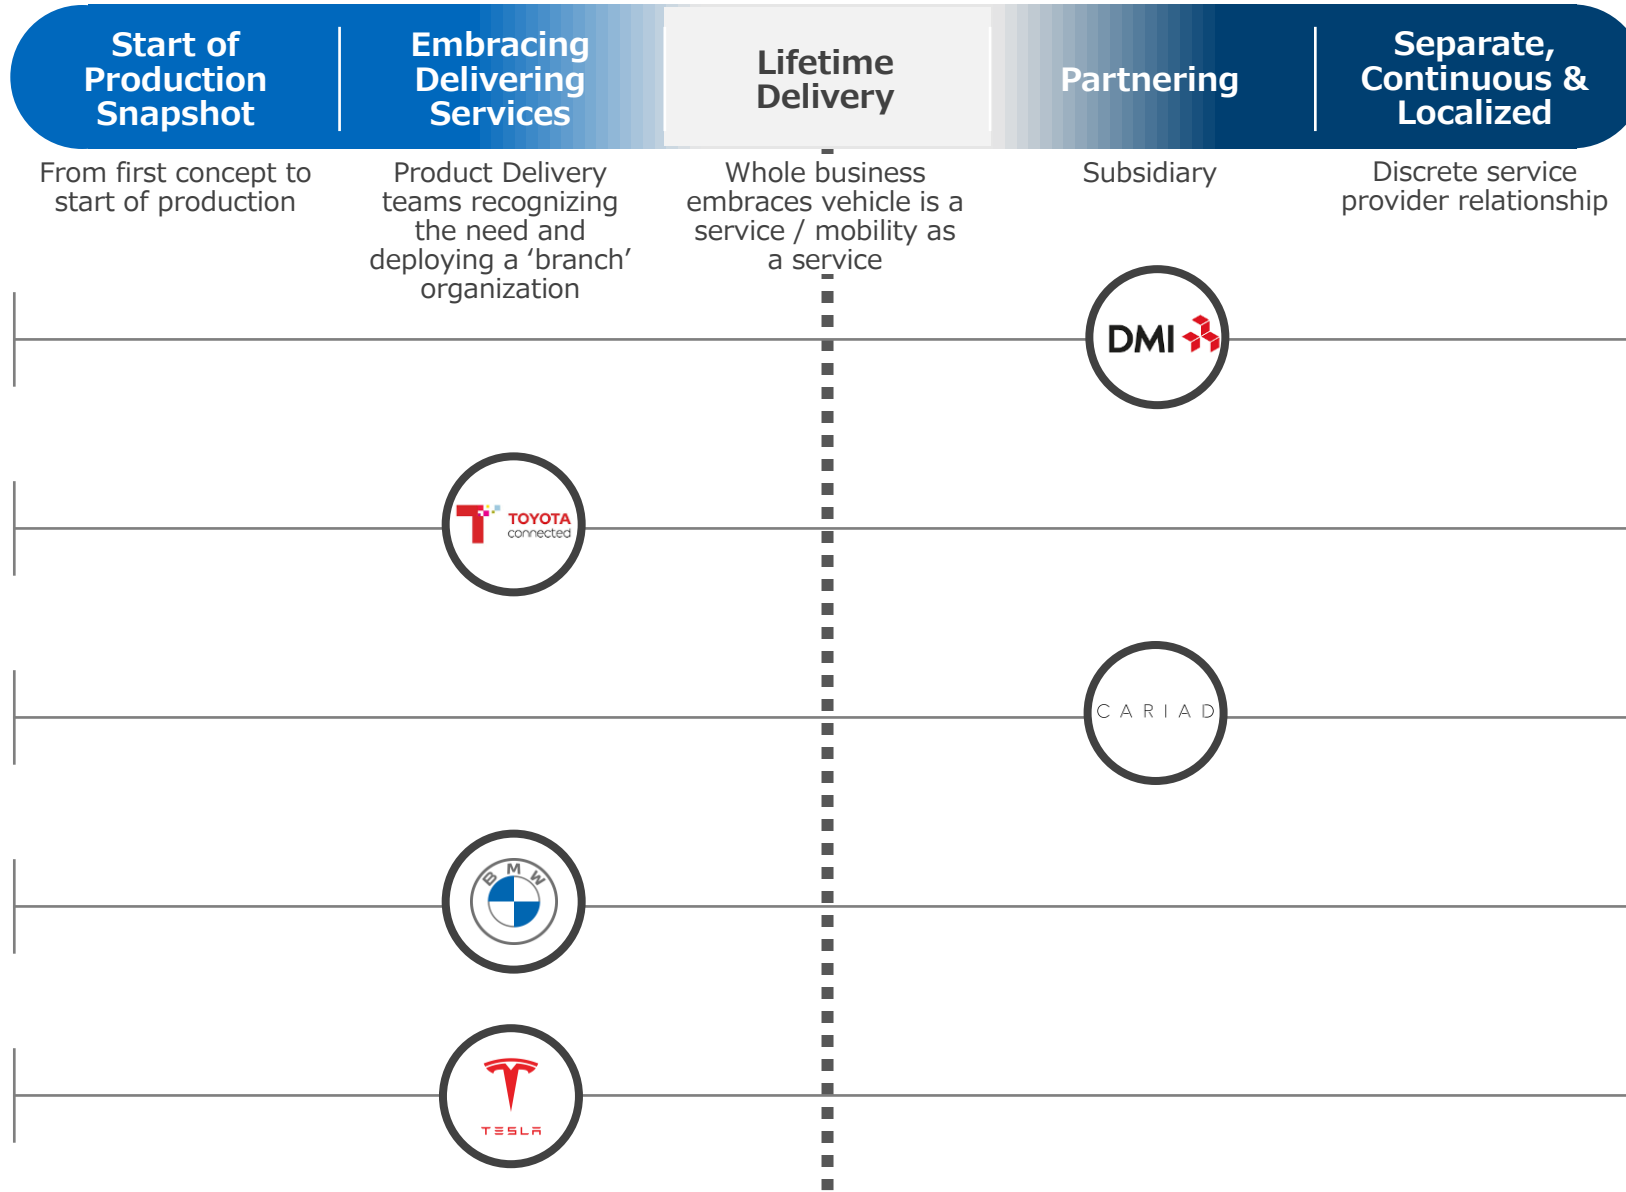 Start of
Production
Snapshot
Embracing
Delivering
Services
Lifetime
Delivery
Partnering
Separate,
Continuous &
Localized
From first concept to
start of production
Product Delivery
teams recognizing
the need and
deploying a ‘branch’
organization
Whole business
embraces vehicle is a
service / mobility as
a service
Subsidiary
Discrete service
provider relationship
DMI
TOYOTA
connected
CARIAD
BMW
TESLA